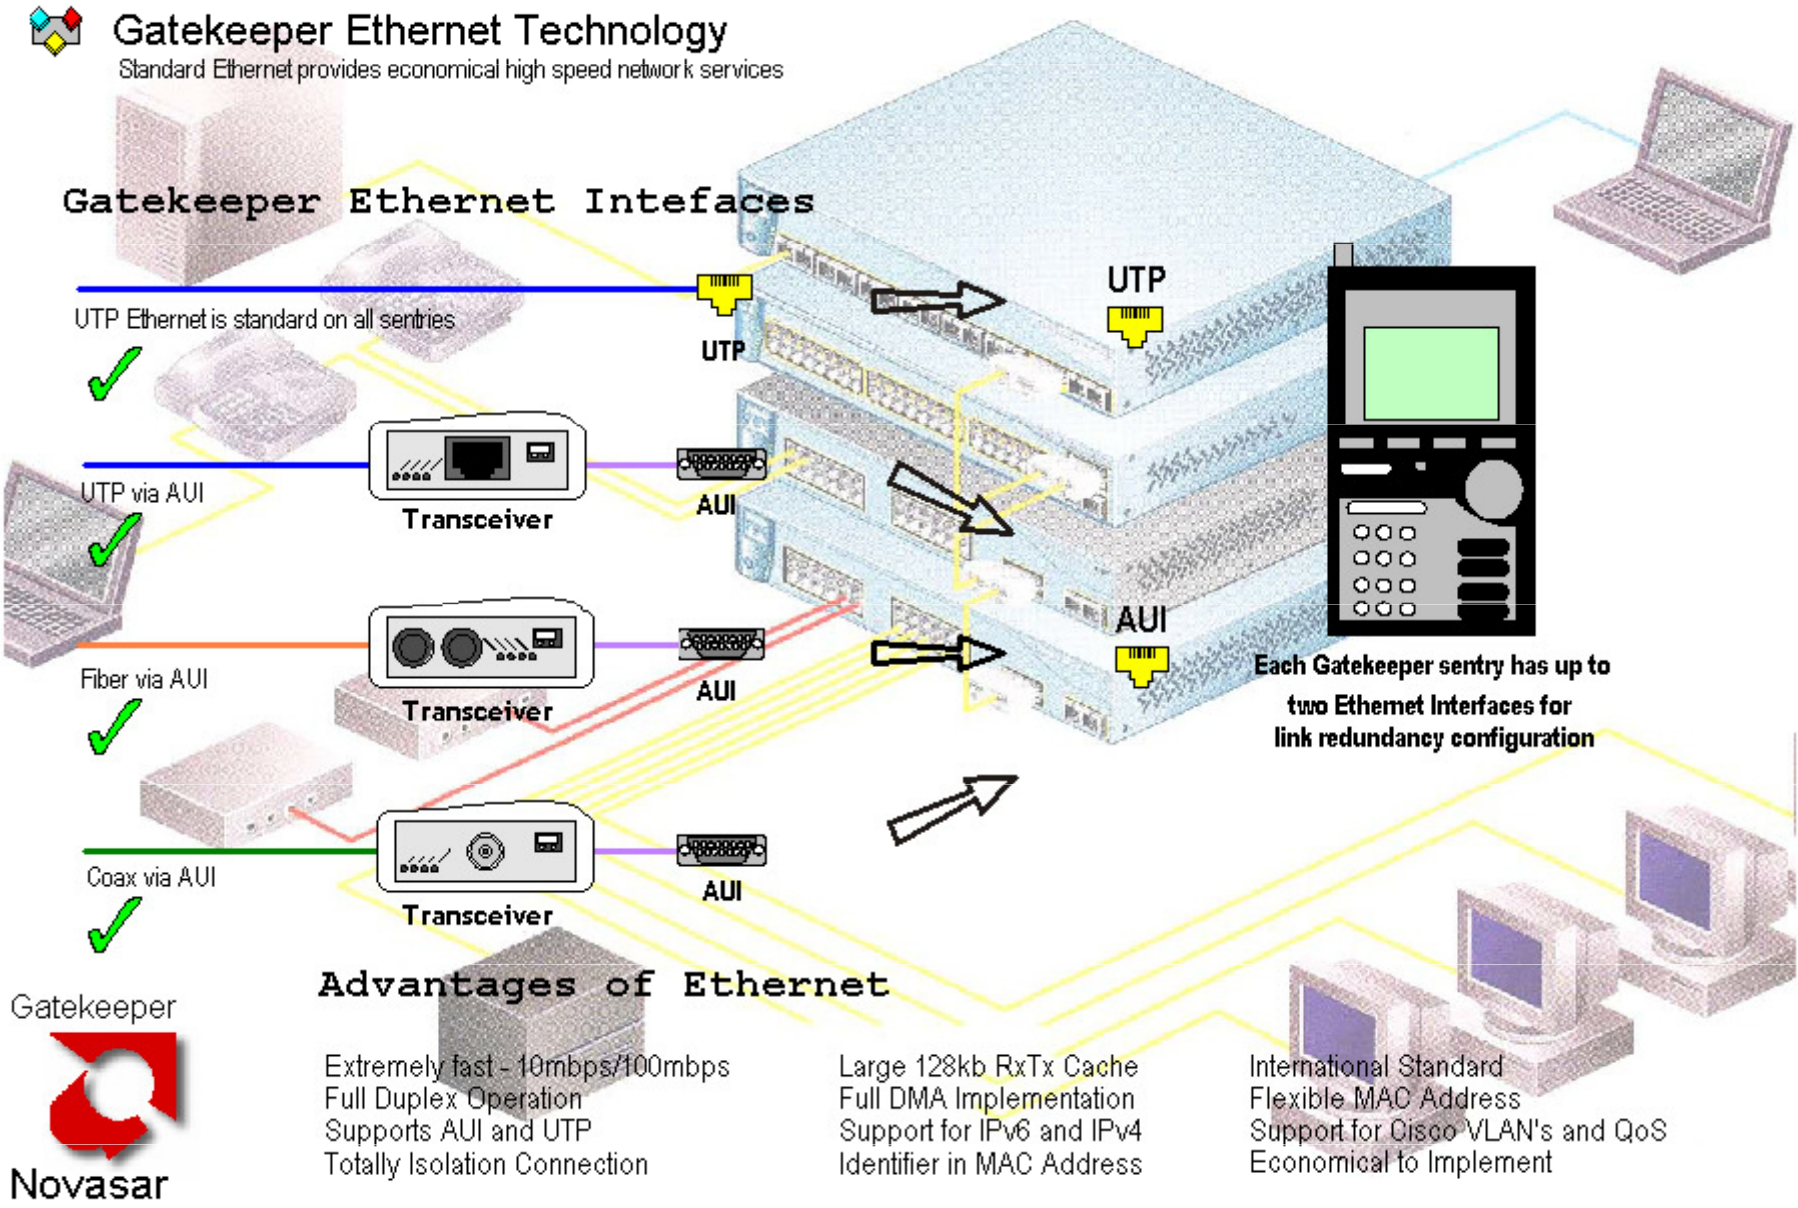 Gatekeeper Ethernet Technology
Standard Ethernet provides economical high speed network services
Gatekeeper Ethernet Intefaces
UTP
UTP Ethernet is standard on all sentries
UTP
UTP via AUI
Transceiver
AUI
AUI
Fiber via AUI
Transceiver
AUI
Each Gatekeeper sentry has up to
two Ethernet Interfaces for
link redundancy configuration
Coax via AUI
Transceiver
AUI
Advantages of Ethernet
Gatekeeper
Novasar
Extremely fast - 10mbps/100mbps
Full Duplex Operation
Supports AUI and UTP
Totally Isolation Connection
Large 128kb RxTx Cache
Full DMA Implementation
Support for IPv6 and IPv4
Identifier in MAC Address
International Standard
Flexible MAC Address
Support for Cisco VLAN's and QoS
Economical to Implement